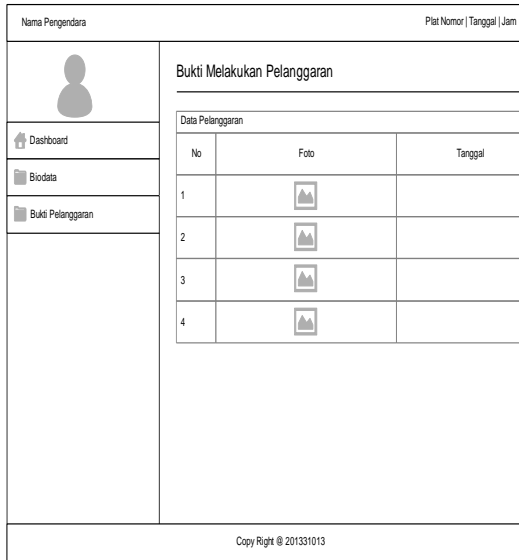 Nama Pengendara
Plat Nomor | Tanggal | Jam
Bukti Melakukan Pelanggaran
Dashboard
Biodata
Bukti Pelanggaran
Data Pelanggaran
No Foto Tanggal
1
2
3
4
Copy Right @ 201331013